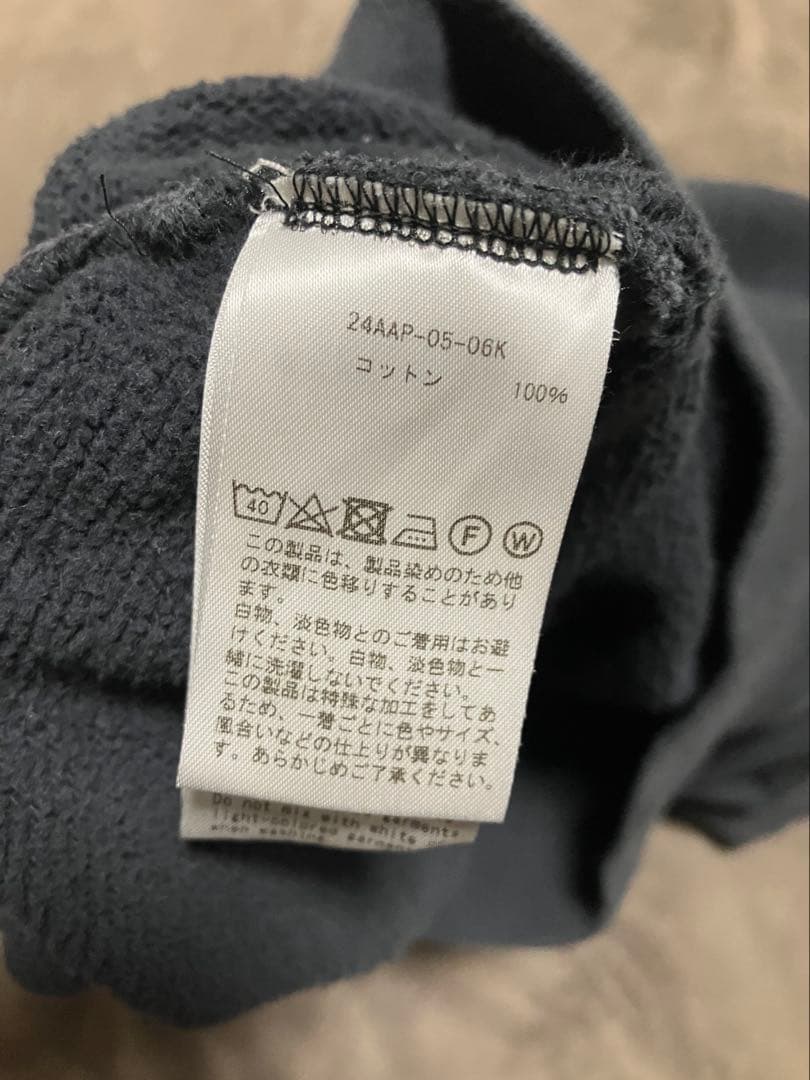 24AAP-05-06K
コットン 100%
40 F W
この製品は、製品染めのため他
の衣類に色移りすることがあり
ます。
白物、淡色物とのご着用はお避
けください。白物、淡色物と一
緒に洗濯しないでください。
この製品は特殊な加工をしてあ
るため、一着ごとに色やサイズ、
風合いなどの仕上りが異なりま
す。あらかじめご了承ください。
Do not mix with white garments
light-colored garments
when washing